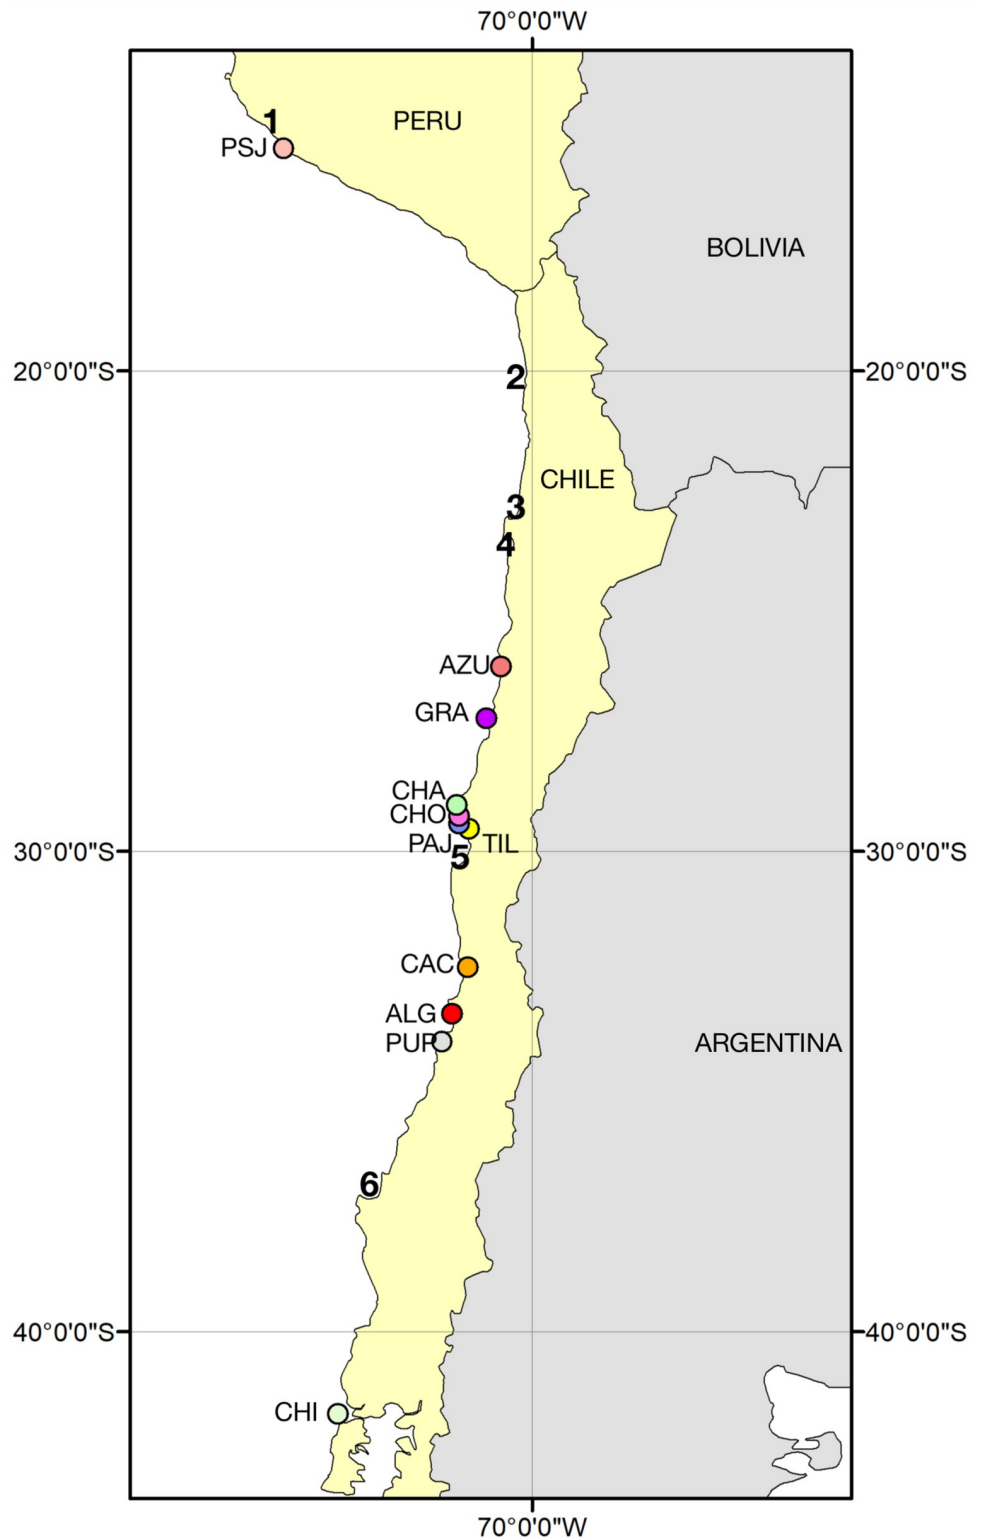 70°0'0"W
1
PERU
PSJ
BOLIVIA
20°0'0"S
2
20°0'0"S
CHILE
3
4
AZU
GRA
CHA
CHO
PAJ
TIL
30°0'0"S
5
30°0'0"S
CAC
ALG
PUP
ARGENTINA
6
40°0'0"S
40°0'0"S
CHI
70°0'0"W